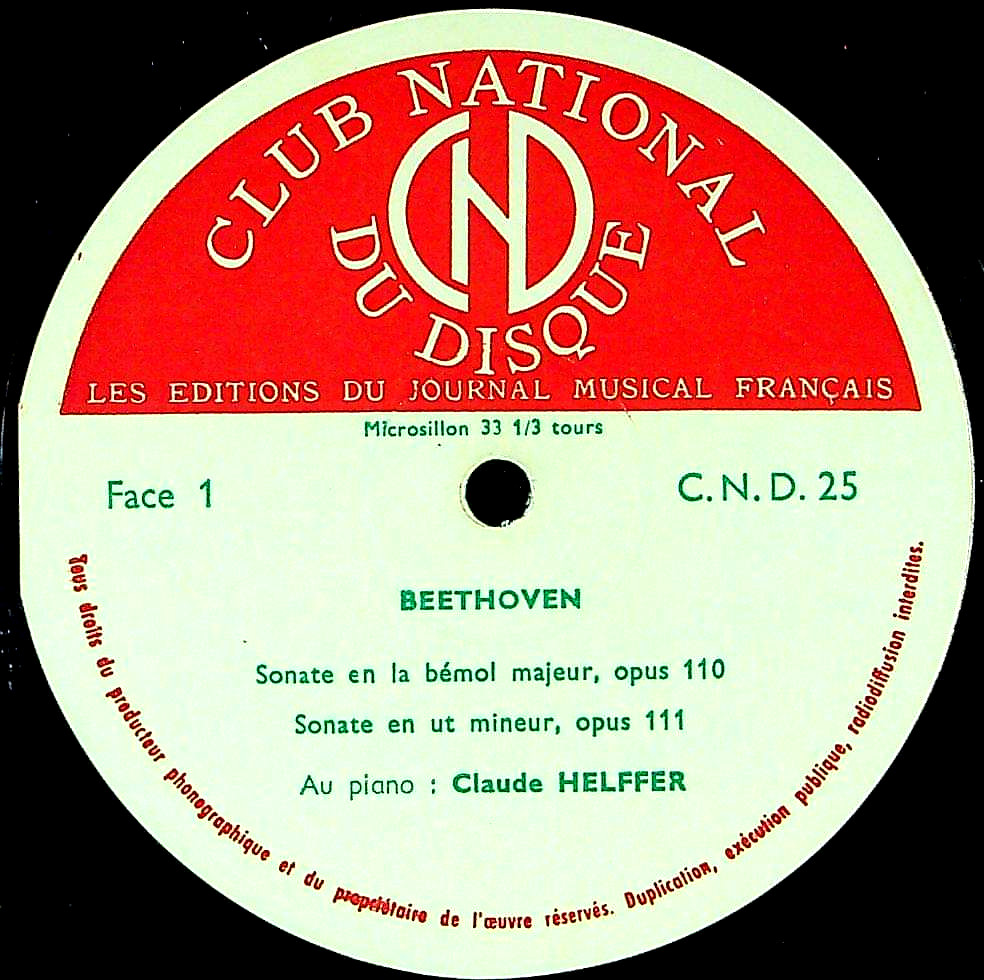 CLUB NATIONAL
DU DISQUE
LES EDITIONS DU JOURNAL MUSICAL FRANÇAIS
Microsillon 33 1/3 tours
Face 1
C.N.D. 25
BEETHOVEN
Sonate en la bémol majeur, opus 110
Sonate en ut mineur, opus 111
Au piano : Claude HELFFER
Tous droits du producteur phonographique et du propriétaire de l'œuvre réservés. Duplication, exécution publique, radiodiffusion interdites.